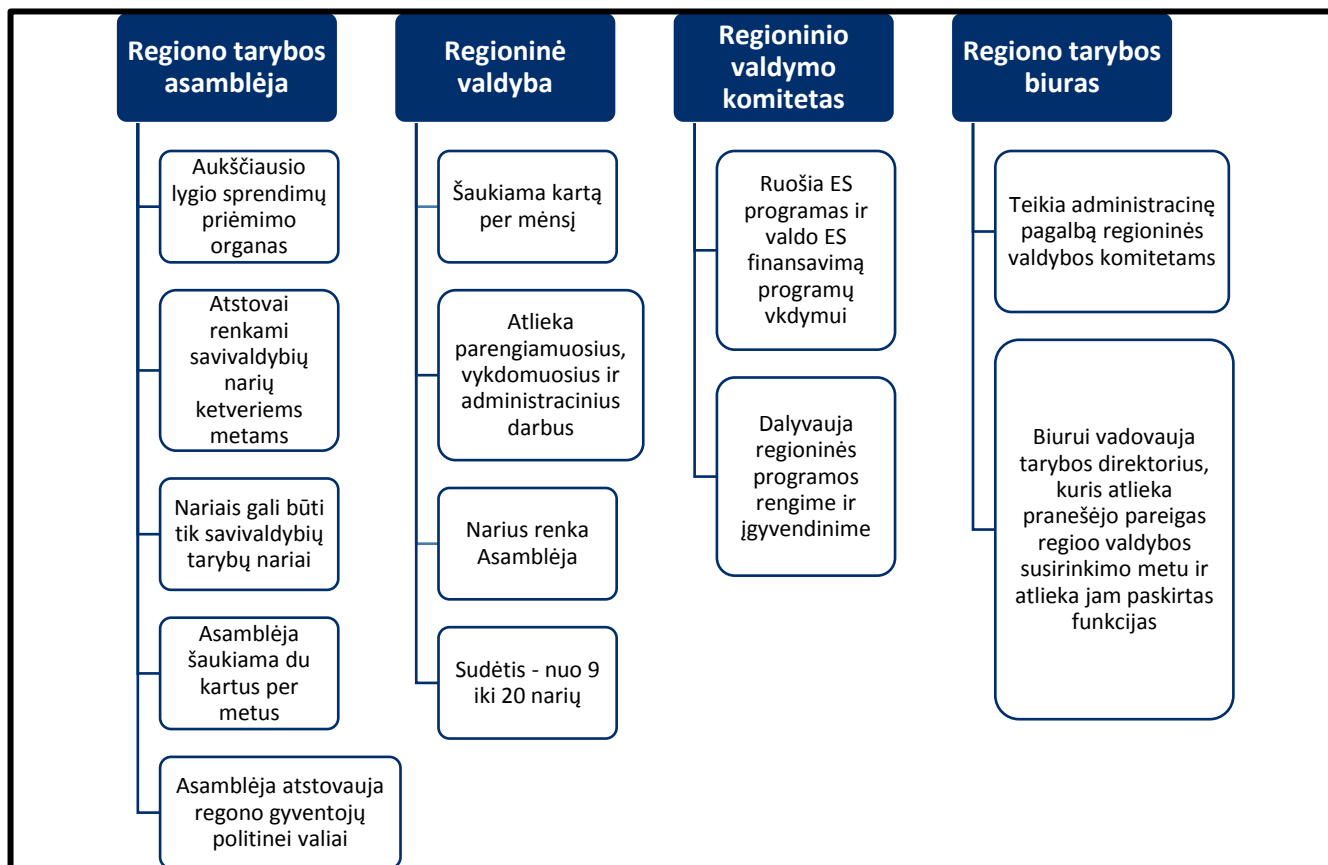 Regiono tarybos
asamblėja
Aukščiausio
lygio sprendimų
priėmimo
organas
Atstovai
renkami
savivaldybių
narių
ketveriems
metams
Nariais gali būti
tik savivaldybių
tarybų nariai
Asamblėja
šaukiama du
kartus per
metus
Asamblėja atstovauja
regono gyventojų
politinei valiai
Regioninė
valdyba
Šaukiama kartą
per mėnsį
Atlieka
parengiamuosius,
vykdomuosius ir
administracinius
darbus
Narius renka
Asamblėja
Sudėtis - nuo 9
iki 20 narių
Regioninio
valdymo
komitetas
Ruošia ES
programas ir
valdo ES
finansavimą
programų
vkdymui
Dalyvauja
regioninės
programos
rengime ir
įgyvendinime
Regiono tarybos
biuras
Teikia administracinę
pagalbą regioninės
valdybos komitetams
Biurui vadovauja
tarybos direktorius,
kuris atlieka
pranešėjo pareigas
regioo valdybos
susirinkimo metu ir
atlieka jam paskirtas
funkcijas